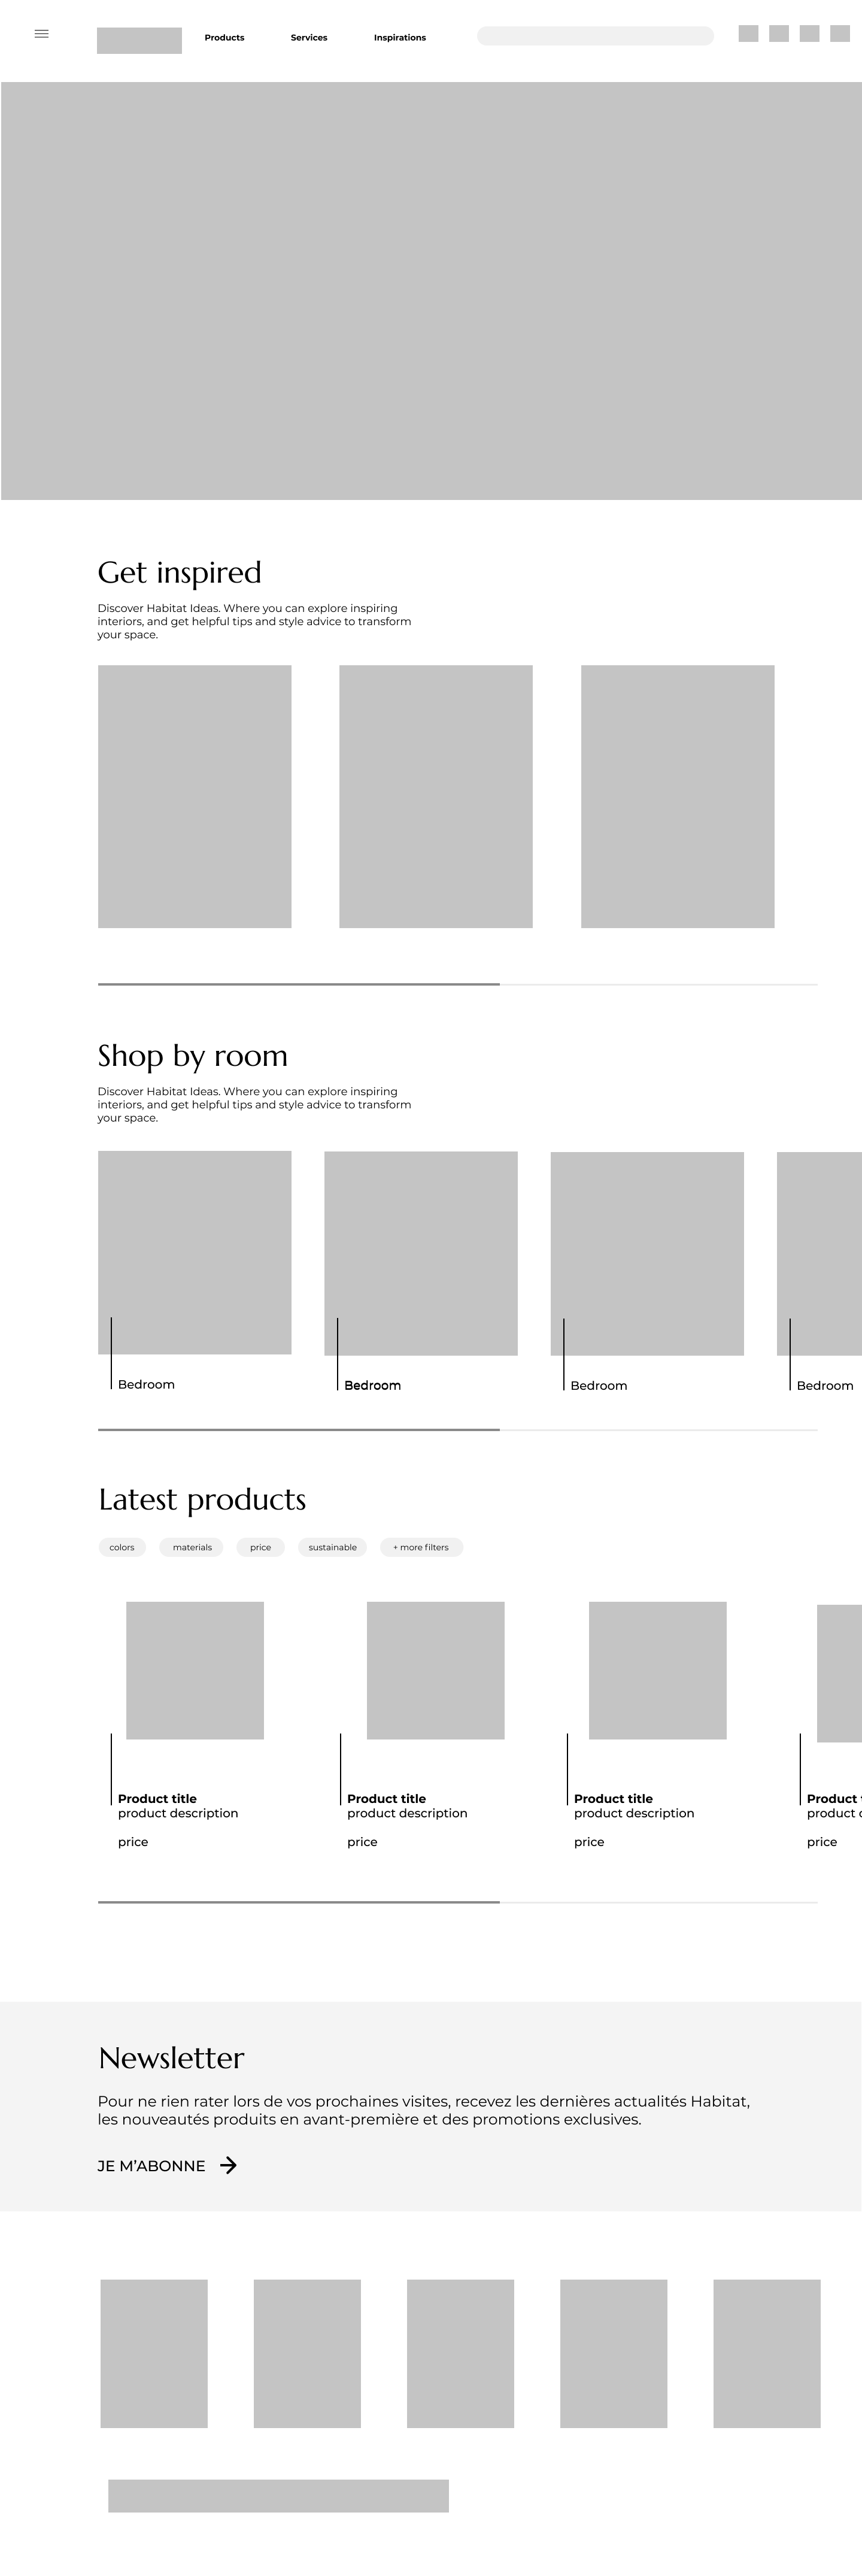 Products Services Inspirations
Get inspired
Discover Habitat Ideas. Where you can explore inspiring
interiors, and get helpful tips and style advice to transform
your space.
Shop by room
Discover Habitat Ideas. Where you can explore inspiring
interiors, and get helpful tips and style advice to transform
your space.
Bedroom Bedroom Bedroom Bedroom
Latest products
colors materials price sustainable + more filters
Product title Product title Product title Product t
product description product description product description product d
price price price price
Newsletter
Pour ne rien rater lors de vos prochaines visites, recevez les dernières actualités Habitat,
les nouveautés produits en avant-première et des promotions exclusives.
JE M’ABONNE